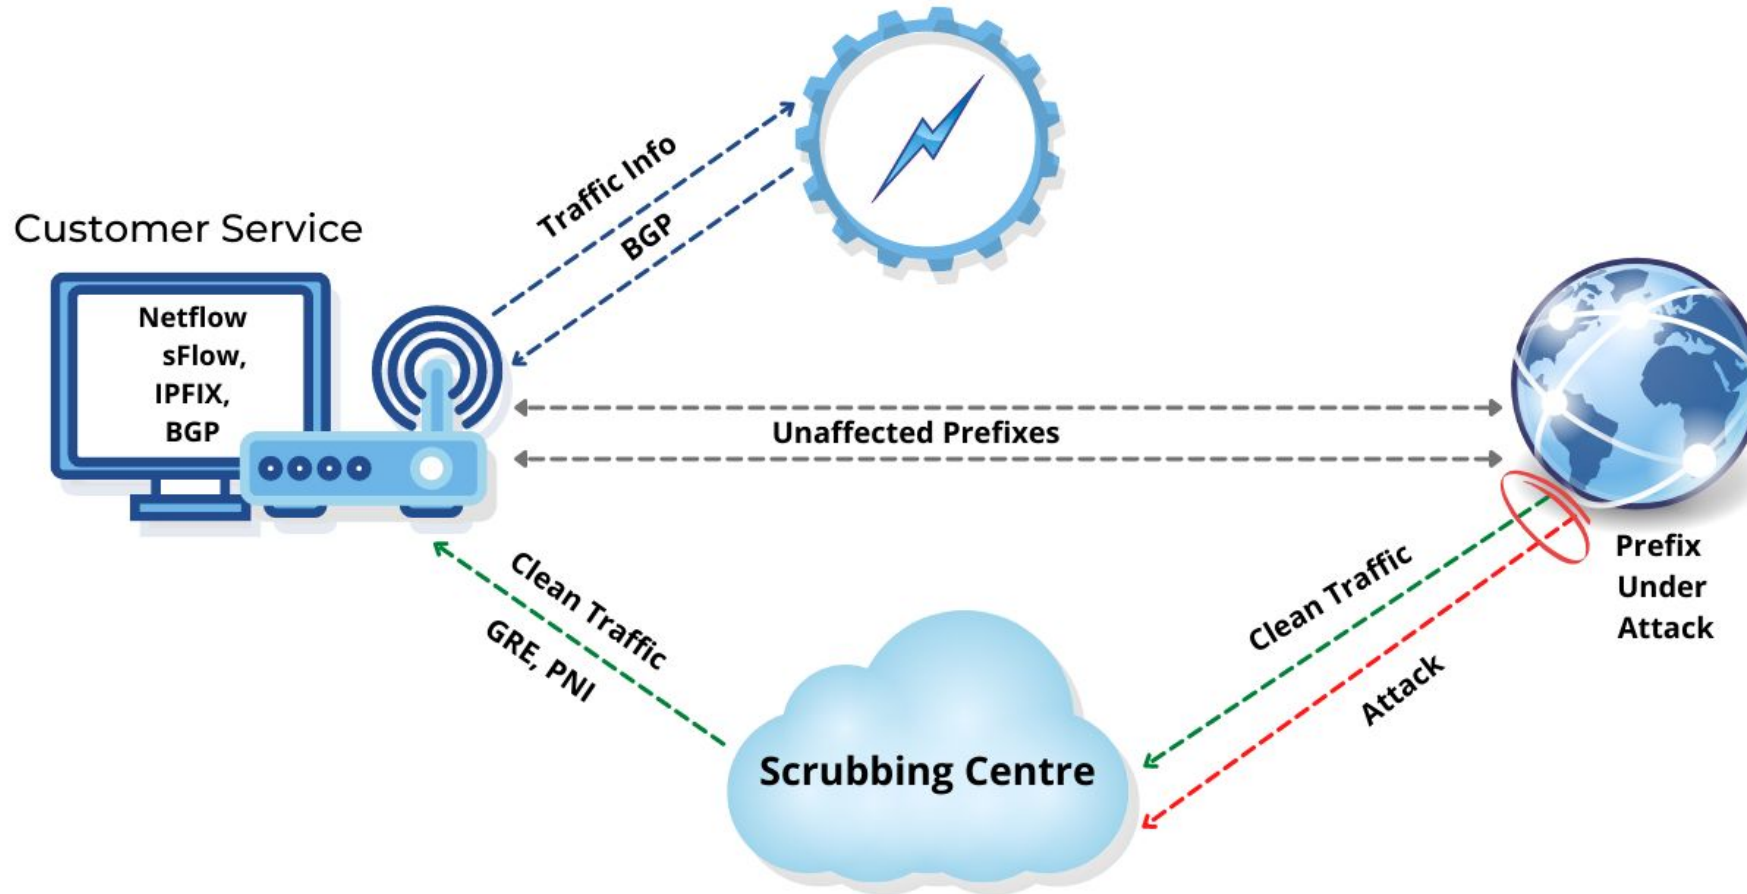 Traffic Info
BGP
Customer Service
Netflow
sFlow,
IPFIX,
BGP
Unaffected Prefixes
Prefix
Under
Attack
Clean Traffic
GRE, PNI
Clean Traffic
Attack
Scrubbing Centre